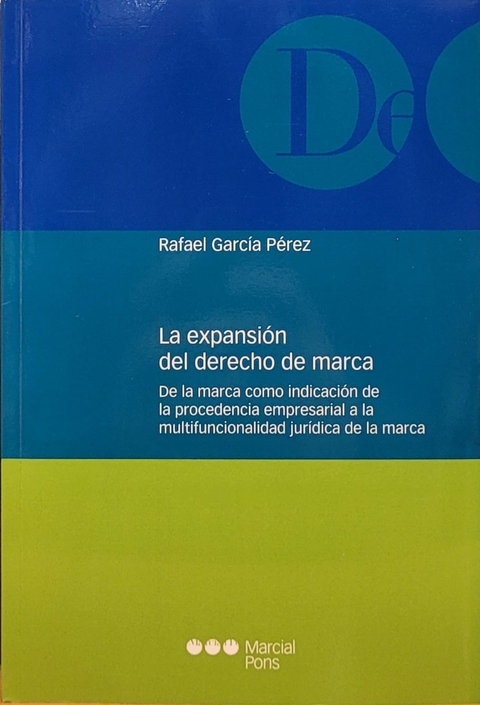 De
Rafael García Pérez
La expansión
del derecho de marca
De la marca como indicación de
la procedencia empresarial a la
multifuncionalidad jurídica de la marca
Marcial
Pons